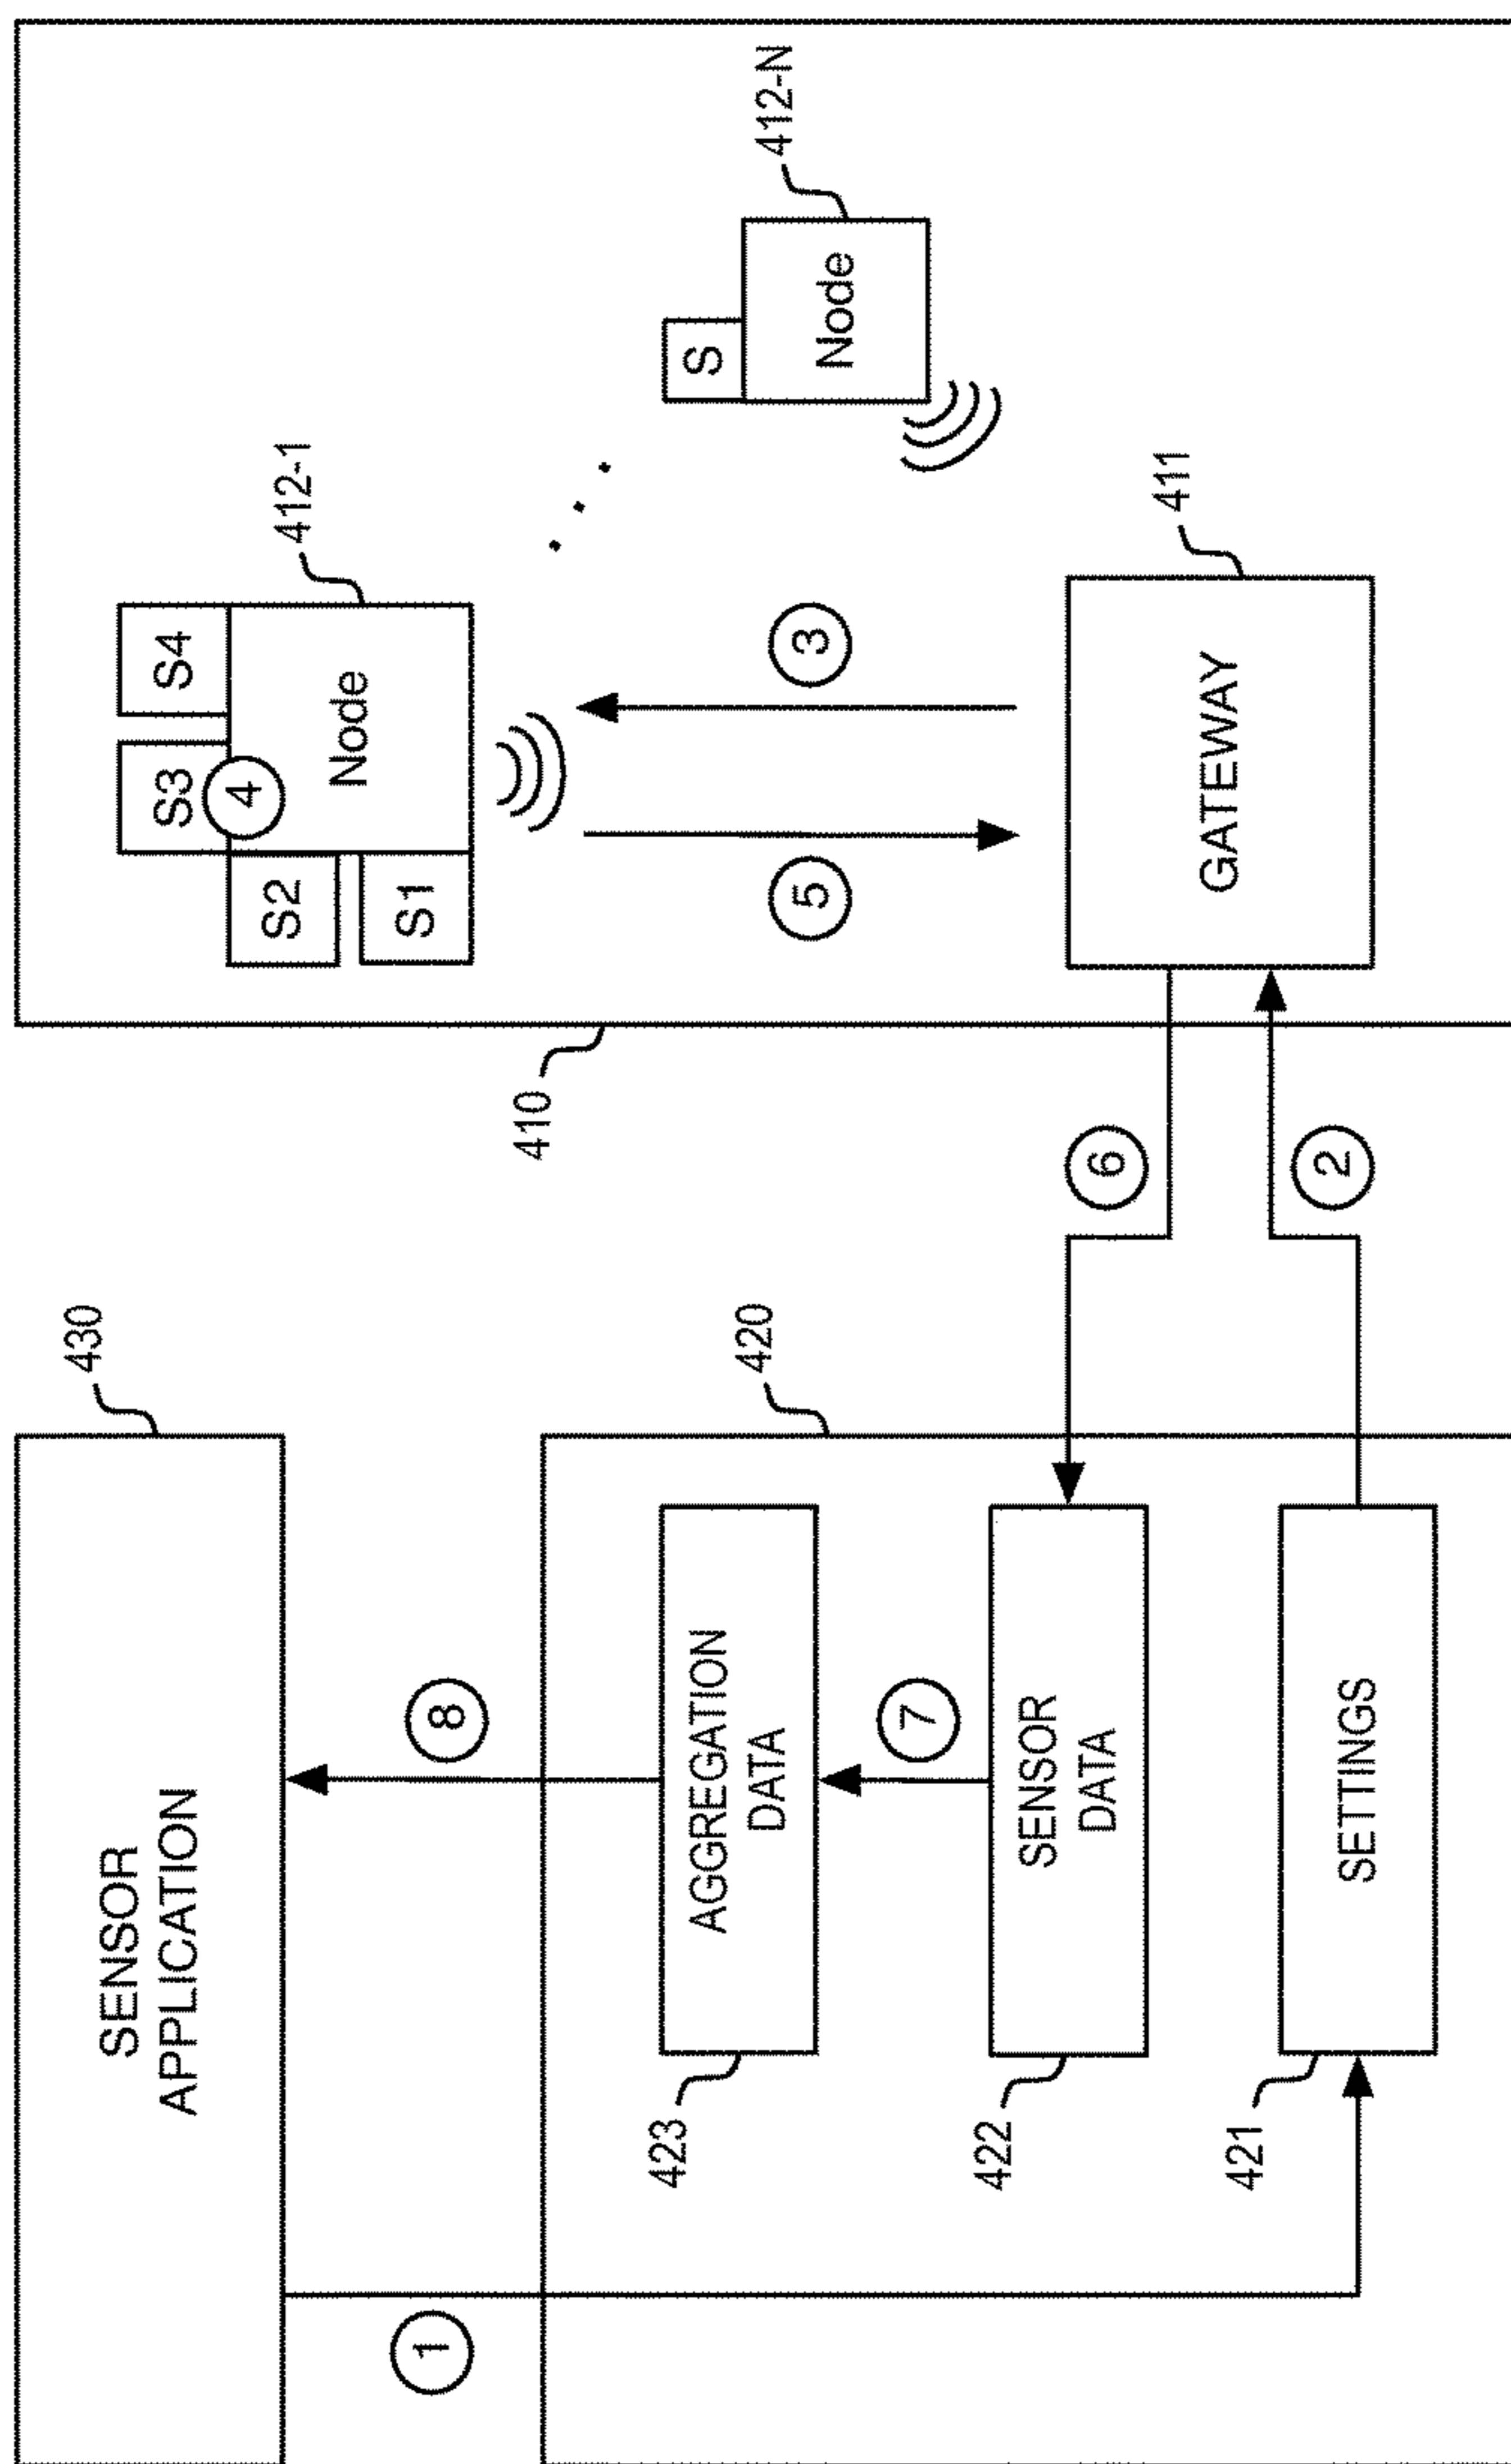 SENSOR
APPLICATION
430
1
8
420
AGGREGATION
DATA
423
7
SENSOR
DATA
422
SETTINGS
421
6
2
410
S2
S1
S3
S4
4
Node
412-1
S
Node
412-N
5
3
GATEWAY
411